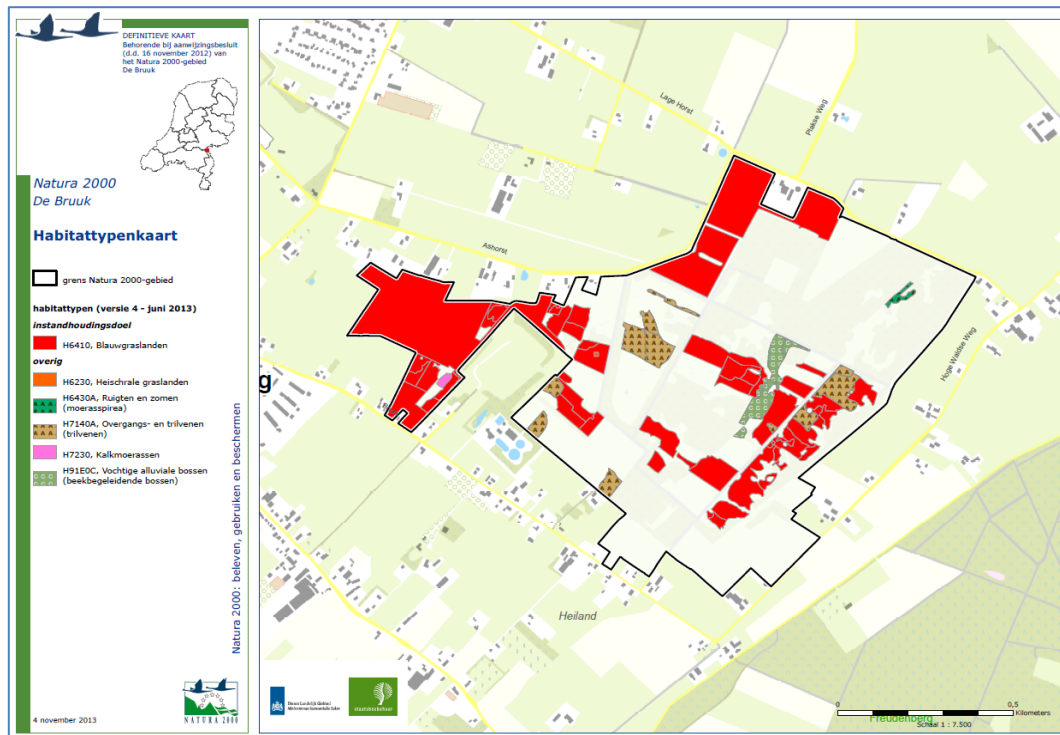 DEFINITIEVE KAART
Behorende bij aanwijzingsbesluit
(d.d. 16 november 2012) van
het Natura 2000-gebied
De Bruuk
Natura 2000
De Bruuk
Habitattypenkaart
grens Natura 2000-gebied
habitattypen (versie 4 - juni 2013)
instandhoudingsdoel
H6410, Blauwgraslanden
overig
H6230, Heischrale graslanden
H6430A, Ruigten en zomen
(moerasspirea)
H7140A, Overgangs- en trilvenen
(trilvenen)
H7230, Kalkmoerassen
H91E0C, Vochtige alluviale bossen
(beekbegeleidende bossen)
Natura 2000: beleven, gebruiken en beschermen
NATURA 2000
4 november 2013
Lage Horst
Plakse Weg
Ashorst
Hoge Waldse Weg
g
Heiland
staatsbosbeheer
0
0,5
Kilometers
Freudenberg
Schaal 1 : 7.500